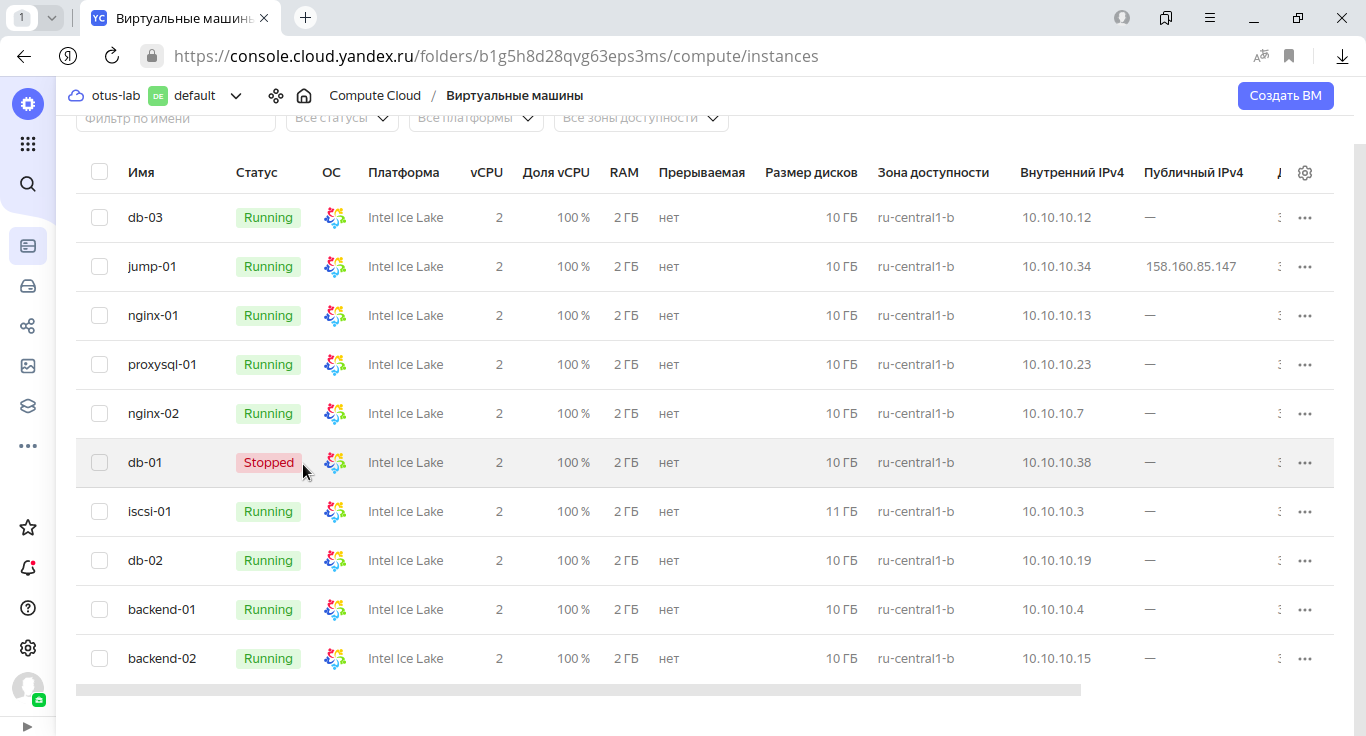 1 YC Виртуальные машины
https://console.cloud.yandex.ru/folders/b1g5h8d28qvg63eps3ms/compute/instances
otus-lab DE default Compute Cloud / Виртуальные машины Создать ВМ
Фильтр по имени Все статусы Все платформы Все зоны доступности
Имя Статус ОС Платформа vCPU Доля vCPU RAM Прерываемая Размер дисков Зона доступности Внутренний IPv4 Публичный IPv4
db-03 Running Intel Ice Lake 2 100 % 2 ГБ нет 10 ГБ ru-central1-b 10.10.10.12 —
jump-01 Running Intel Ice Lake 2 100 % 2 ГБ нет 10 ГБ ru-central1-b 10.10.10.34 158.160.85.147
nginx-01 Running Intel Ice Lake 2 100 % 2 ГБ нет 10 ГБ ru-central1-b 10.10.10.13 —
proxysql-01 Running Intel Ice Lake 2 100 % 2 ГБ нет 10 ГБ ru-central1-b 10.10.10.23 —
nginx-02 Running Intel Ice Lake 2 100 % 2 ГБ нет 10 ГБ ru-central1-b 10.10.10.7 —
db-01 Stopped Intel Ice Lake 2 100 % 2 ГБ нет 10 ГБ ru-central1-b 10.10.10.38 —
iscsi-01 Running Intel Ice Lake 2 100 % 2 ГБ нет 11 ГБ ru-central1-b 10.10.10.3 —
db-02 Running Intel Ice Lake 2 100 % 2 ГБ нет 10 ГБ ru-central1-b 10.10.10.19 —
backend-01 Running Intel Ice Lake 2 100 % 2 ГБ нет 10 ГБ ru-central1-b 10.10.10.4 —
backend-02 Running Intel Ice Lake 2 100 % 2 ГБ нет 10 ГБ ru-central1-b 10.10.10.15 —